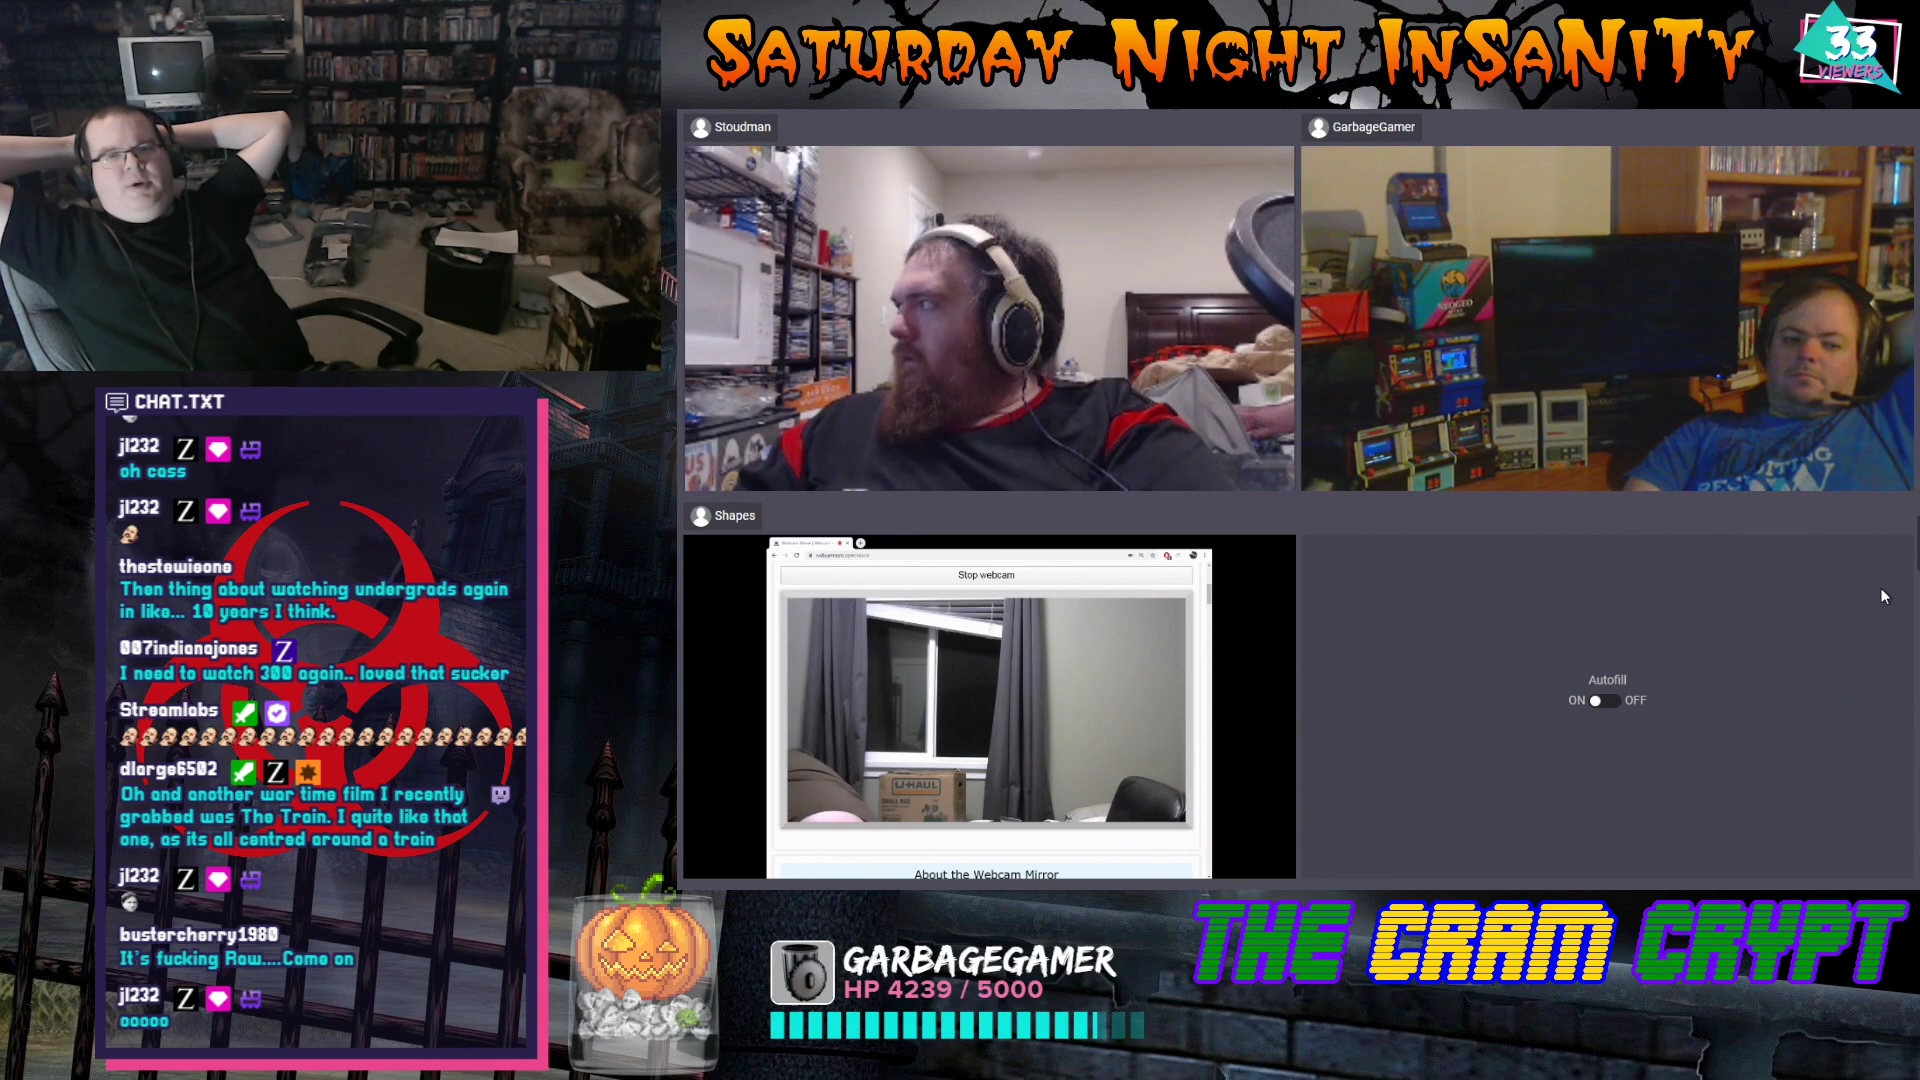 SATURDAY NIGHT INSANITY
33
VIEWERS
Stoudman
GarbageGamer
NEOGEO
Shapes
Stop webcam
U-HAUL
SMALL BOX
About the Webcam Mirror
Autofill
ON OFF
CHAT.TXT
jl232 Z
oh cass
jl232 Z
thestewieone
Then thing about watching undergrads again
in like... 10 years I think.
007indianajones Z
I need to watch 300 again.. loved that sucker
Streamlabs
dlarge6502 Z
Oh and another war time film I recently
grabbed was The Train. I quite like that
one, as its all centred around a train
jl232 Z
bustercherry1980
It's fucking Raw....Come on
jl232 Z
ooooo
GARBAGEGAMER
HP 4239 / 5000
THE CRAM CRYPT